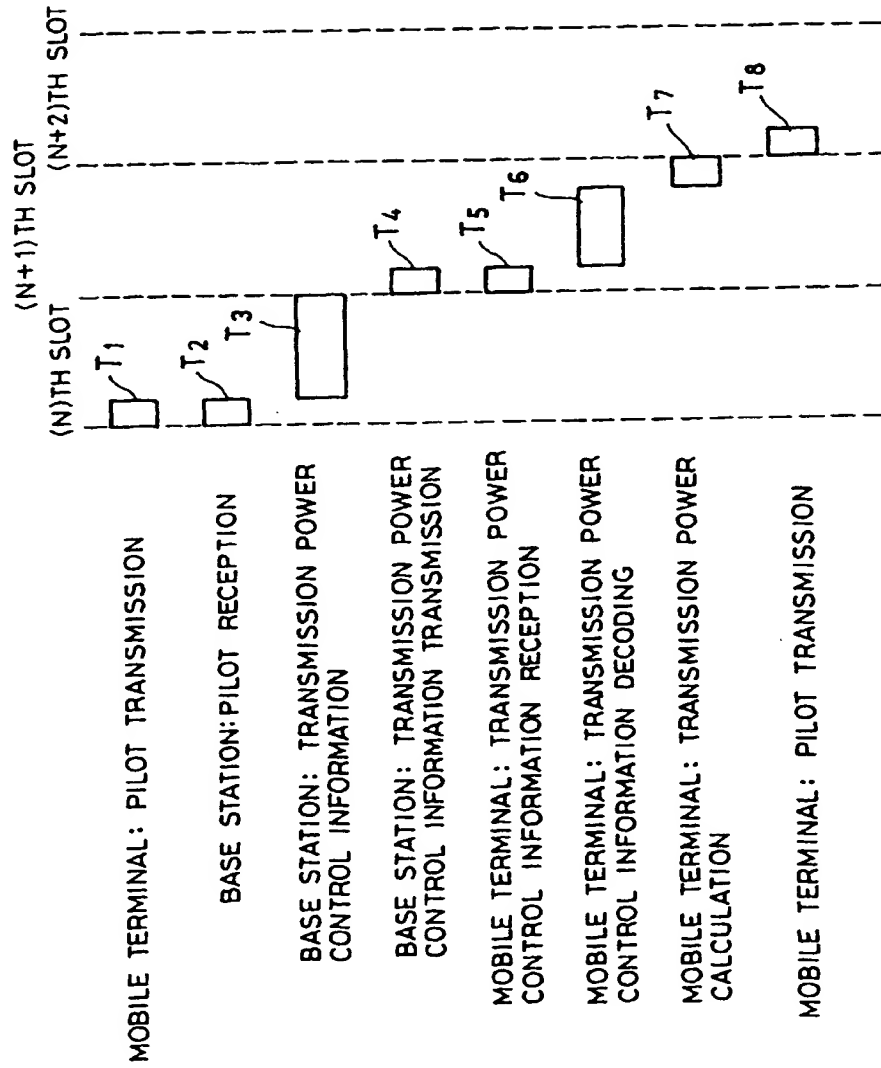 (N)TH SLOT
(N+1)TH SLOT
(N+2)TH SLOT
MOBILE TERMINAL: PILOT TRANSMISSION
T1
BASE STATION:PILOT RECEPTION
T2
BASE STATION: TRANSMISSION POWER
CONTROL INFORMATION
T3
BASE STATION: TRANSMISSION POWER
CONTROL INFORMATION TRANSMISSION
T4
MOBILE TERMINAL: TRANSMISSION POWER
CONTROL INFORMATION RECEPTION
T5
MOBILE TERMINAL: TRANSMISSION POWER
CONTROL INFORMATION DECODING
T6
MOBILE TERMINAL: TRANSMISSION POWER
CALCULATION
T7
MOBILE TERMINAL: PILOT TRANSMISSION
T8